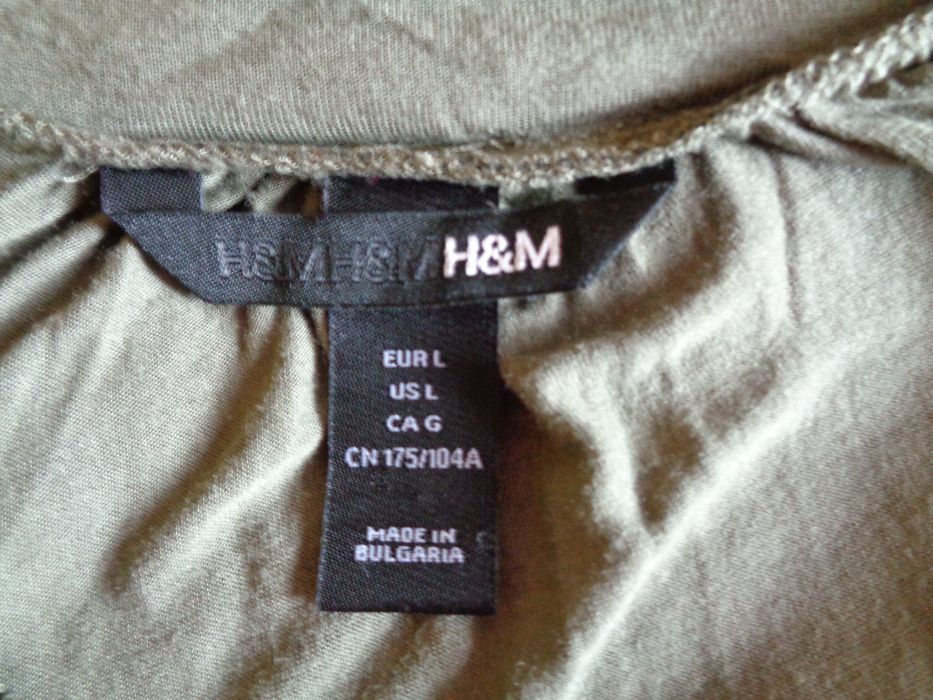 H&MH&MH&M
EUR L
US L
CA G
CN 175/104A
MADE IN
BULGARIA